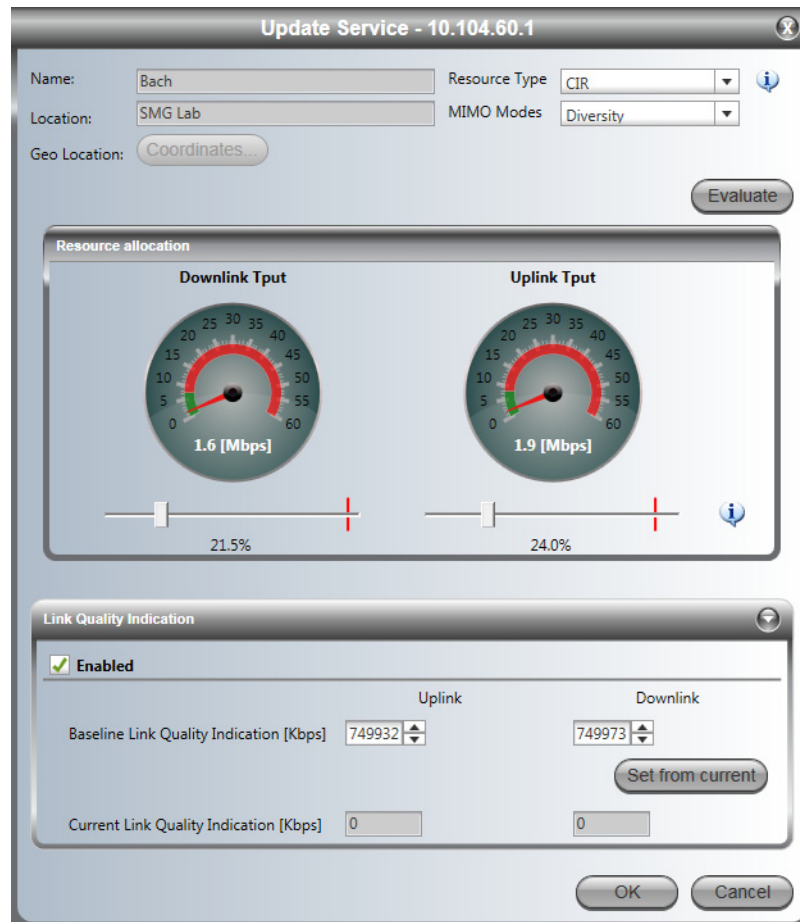 Update Service - 10.104.60.1
X
Name: Bach Resource Type CIR
Location: SMG Lab MIMO Modes Diversity
Geo Location: Coordinates...
Evaluate
Resource allocation
Downlink Tput Uplink Tput
0 5 10 15 20 25 30 35 40 45 50 55 60
0 5 10 15 20 25 30 35 40 45 50 55 60
1.6 [Mbps] 1.9 [Mbps]
21.5% 24.0%
Link Quality Indication
Enabled
Uplink Downlink
Baseline Link Quality Indication [Kbps] 749932 749973
Set from current
Current Link Quality Indication [Kbps] 0 0
OK Cancel